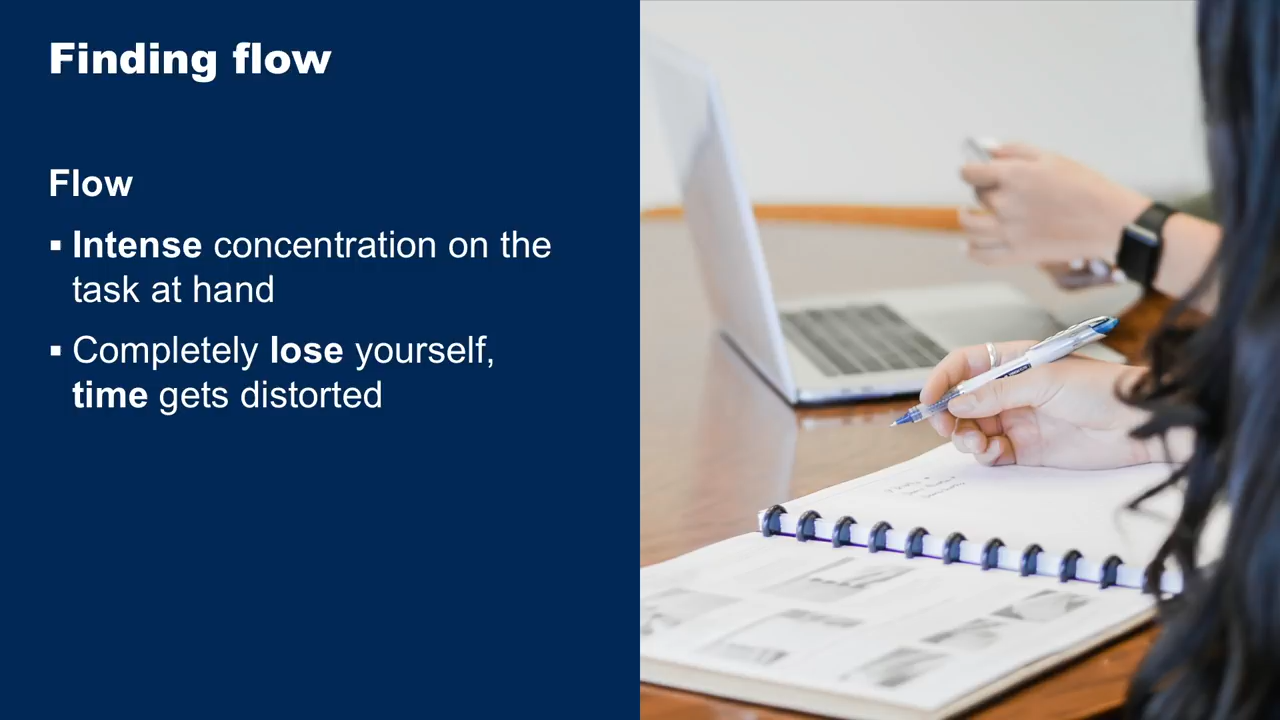 Finding flow
Flow
▪ Intense concentration on the
task at hand
▪ Completely lose yourself,
time gets distorted